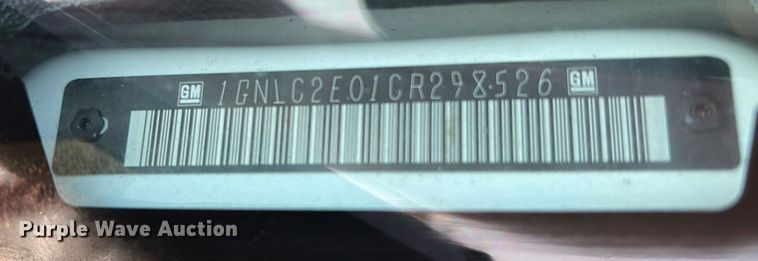 GM 1GNLC2E01CR298526 GM
Purple Wave Auction